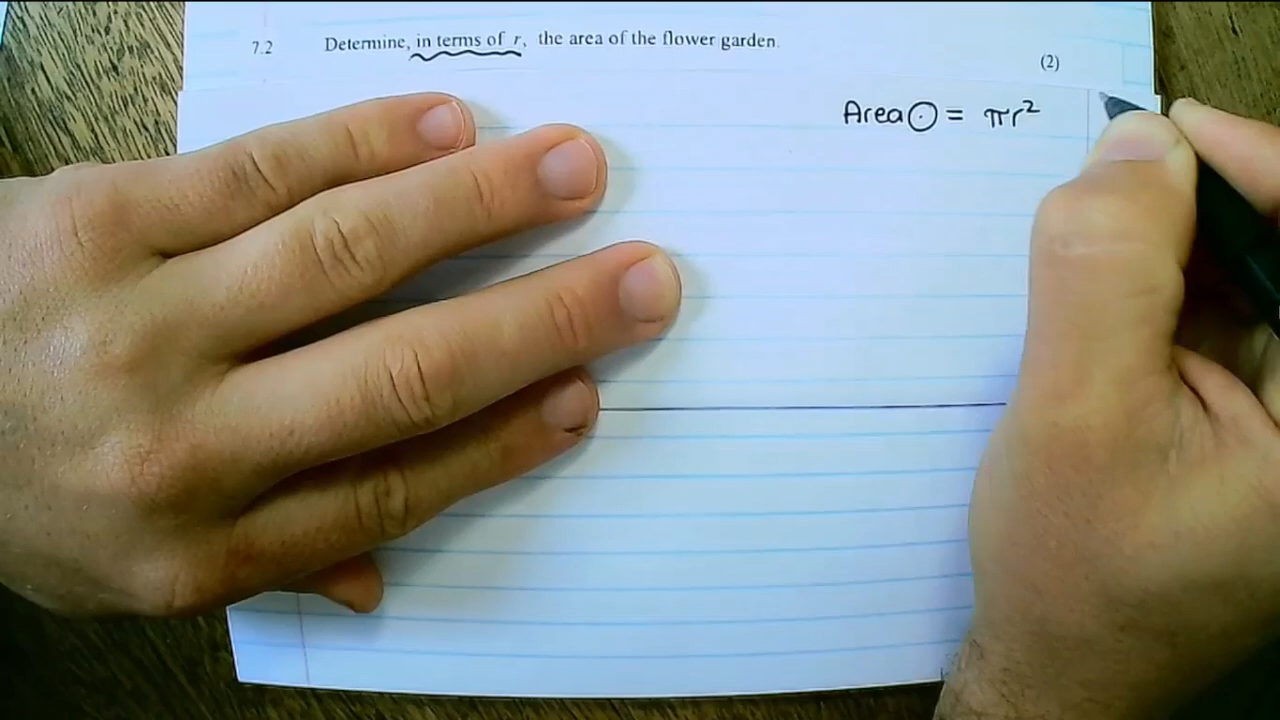 7.2 Determine, in terms of r, the area of the flower garden.
(2)
Area⊙ = πr²